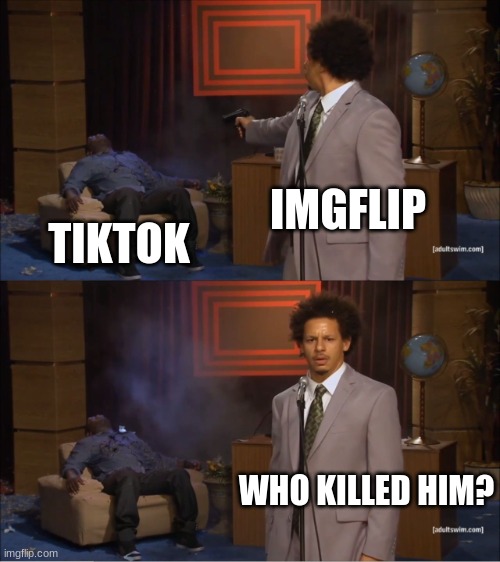 IMGFLIP
TIKTOK
[adultswim.com]
WHO KILLED HIM?
[adultswim.com]
imgflip.com